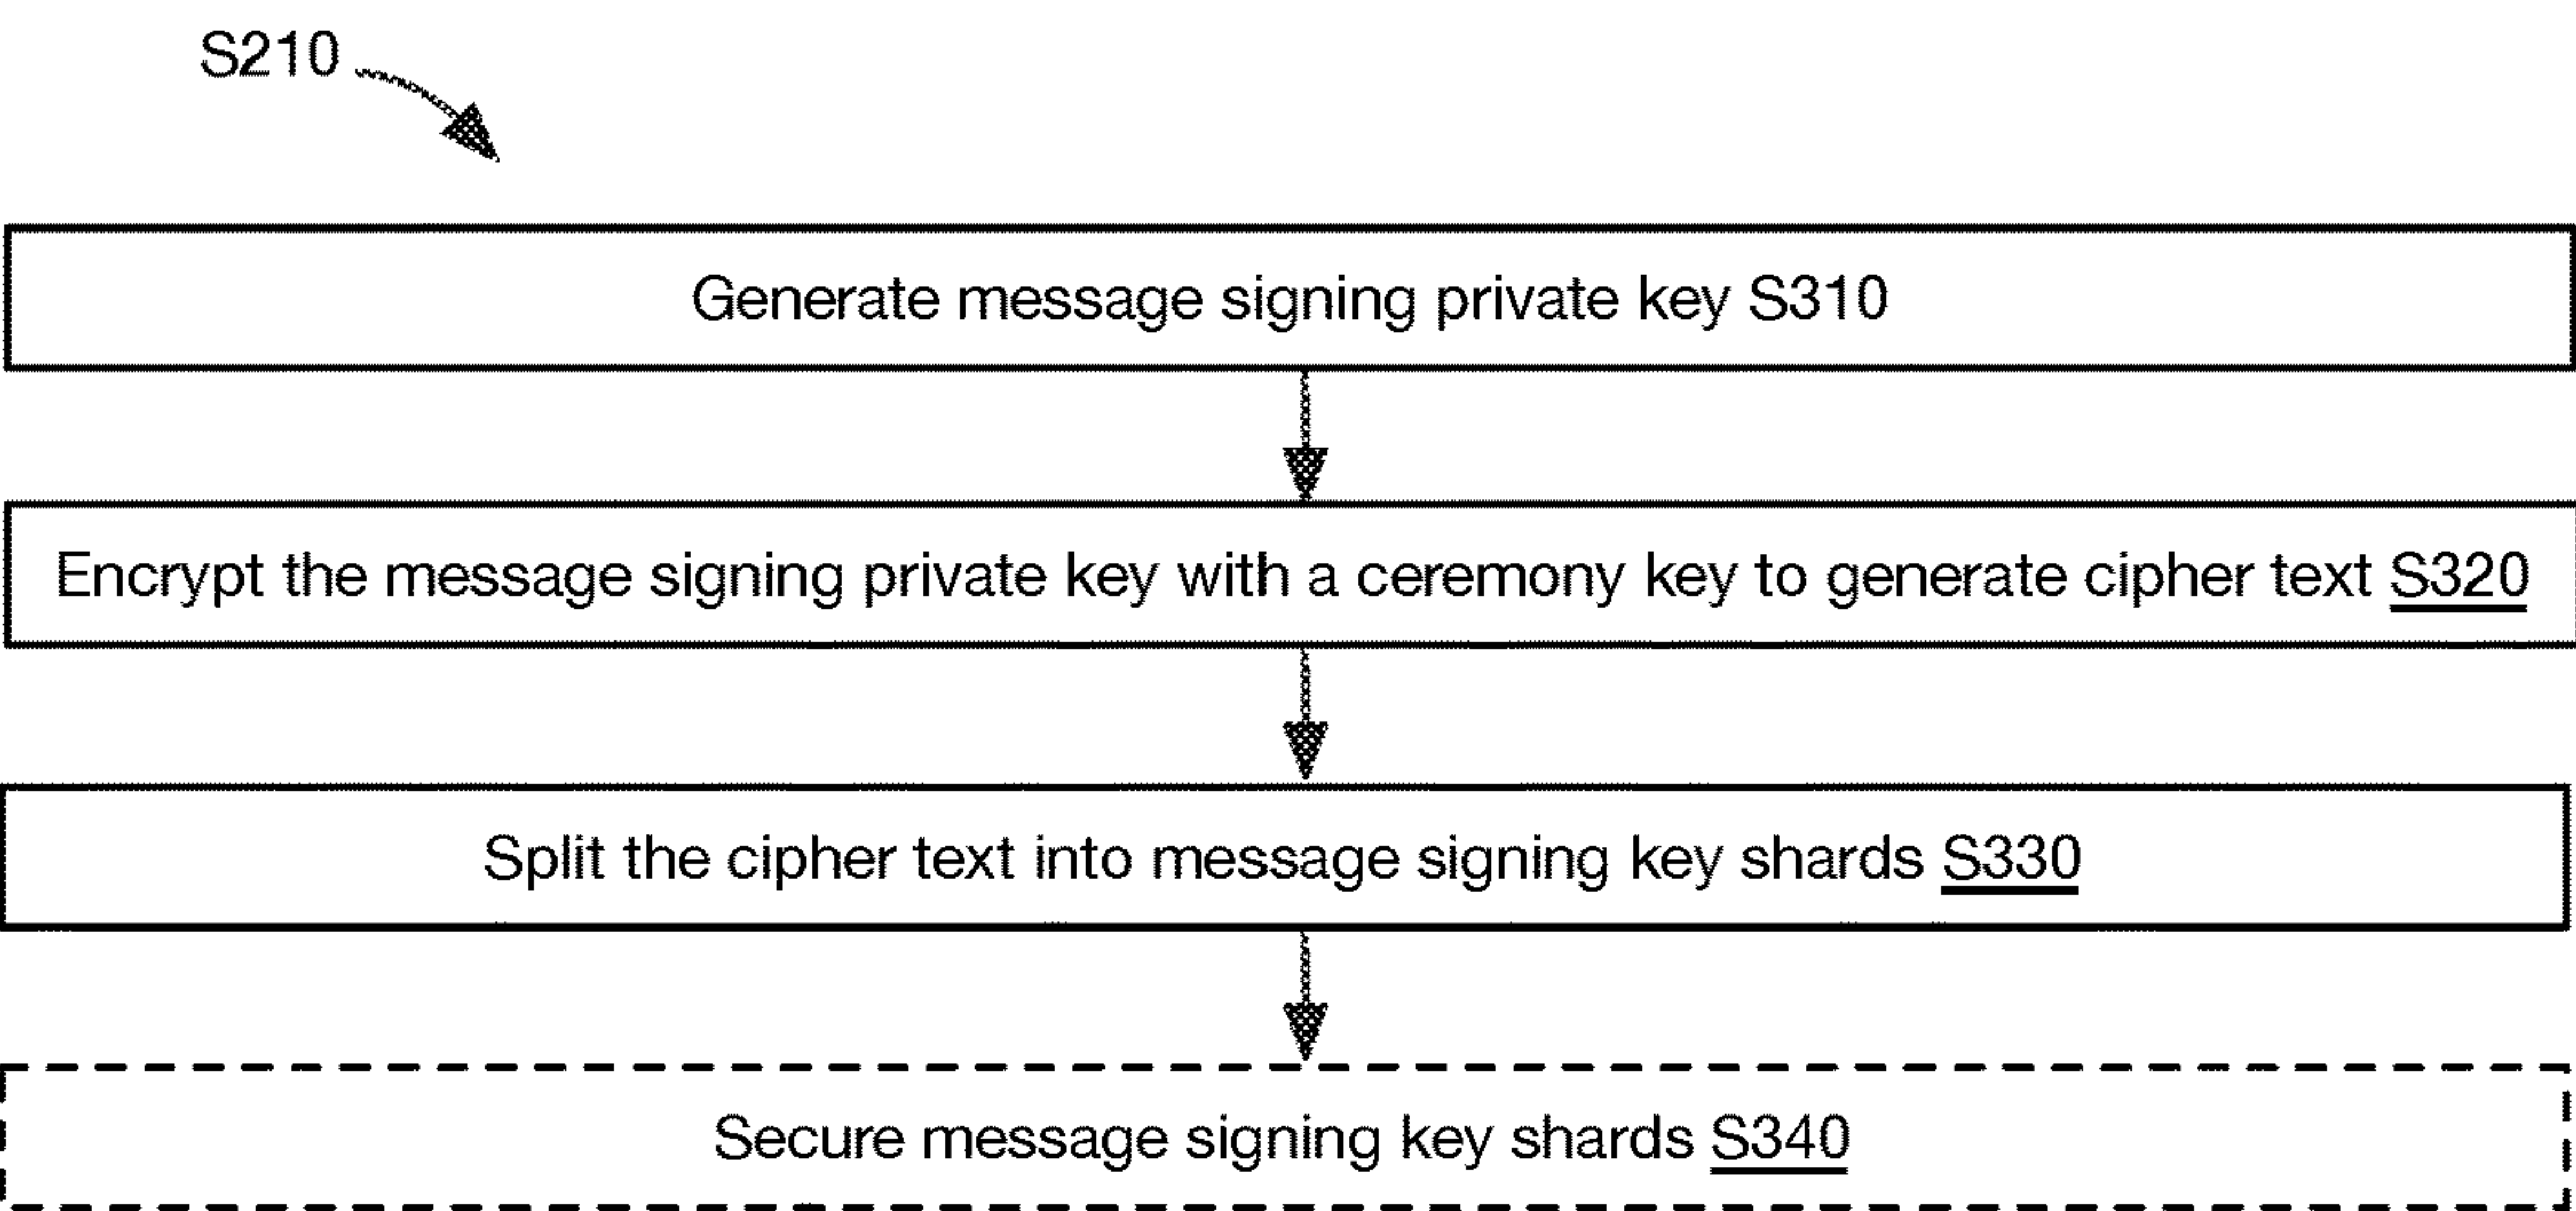 S210
Generate message signing private key S310
Encrypt the message signing private key with a ceremony key to generate cipher text S320
Split the cipher text into message signing key shards S330
Secure message signing key shards S340